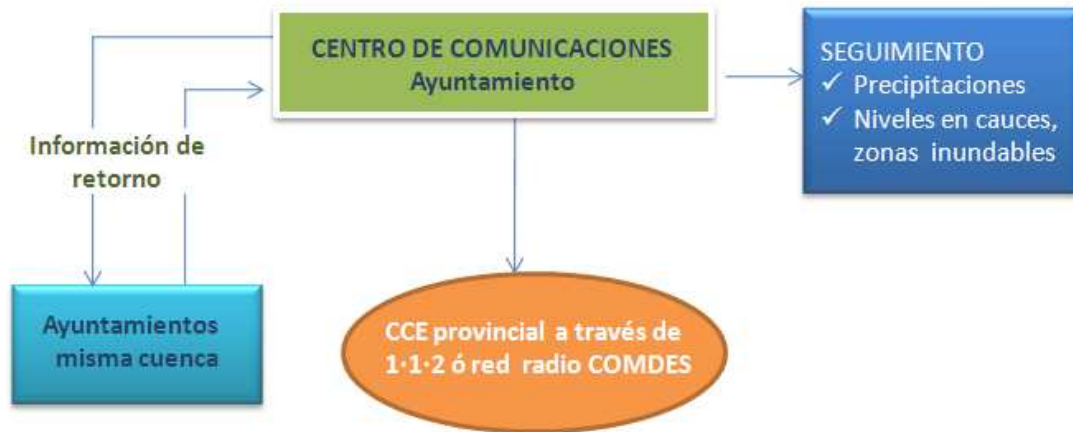 CENTRO DE COMUNICACIONES
Ayuntamiento
SEGUIMIENTO
✓ Precipitaciones
✓ Niveles en cauces,
zonas inundables
Información de
retorno
Ayuntamientos
misma cuenca
CCE provincial a través de
1·1·2 ó red radio COMDES